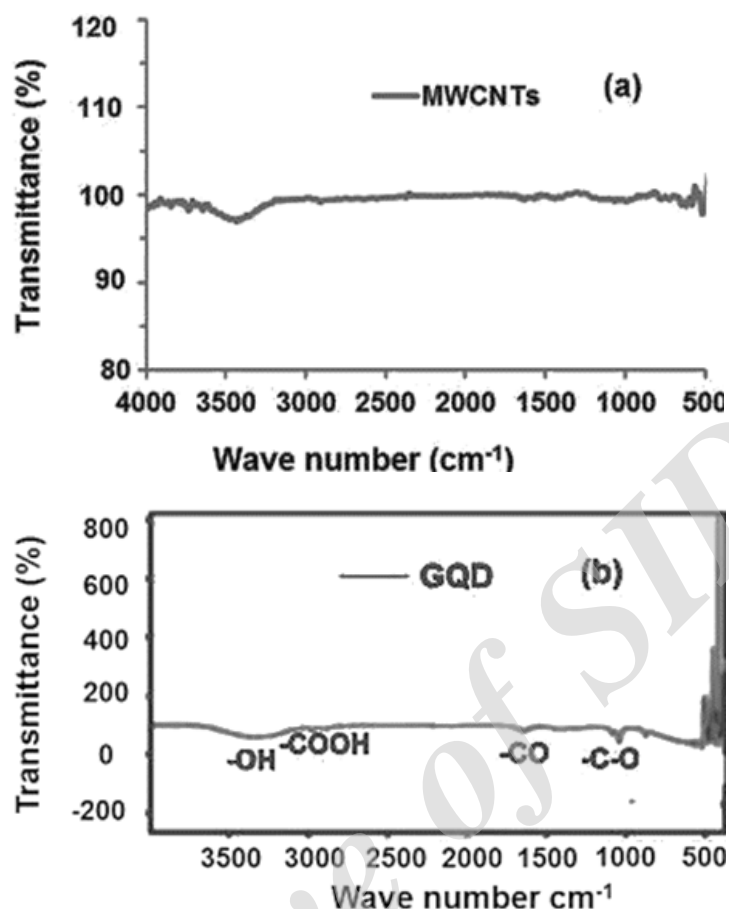 120
Transmittance (%)
110
100
90
80
MWCNTs
(a)
4000 3500 3000 2500 2000 1500 1000 500
Wave number (cm-1)
800
Transmittance (%)
600
400
200
0
-200
GQD
(b)
-OH
-COOH
-CO
-C-O
3500 3000 2500 2000 1500 1000 500
Wave number cm-1
e of SID